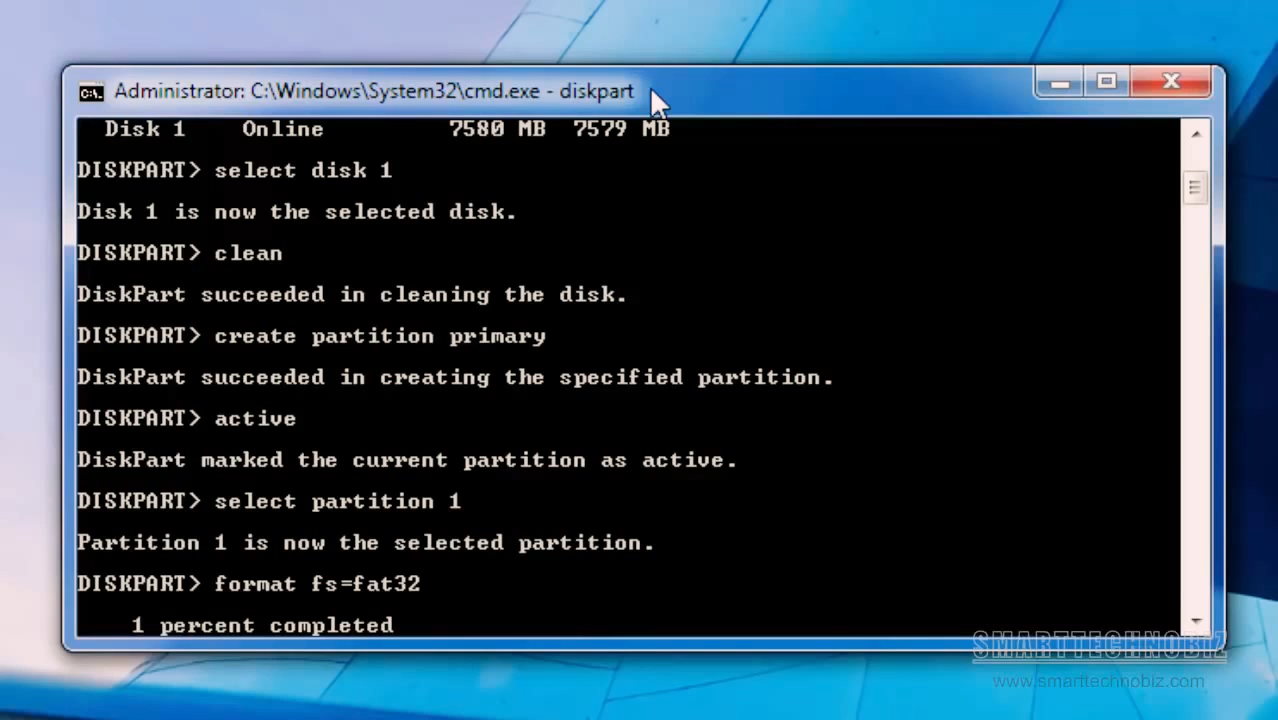 Administrator: C:\Windows\System32\cmd.exe - diskpart
Disk 1 Online 7580 MB 7579 MB
DISKPART> select disk 1
Disk 1 is now the selected disk.
DISKPART> clean
DiskPart succeeded in cleaning the disk.
DISKPART> create partition primary
DiskPart succeeded in creating the specified partition.
DISKPART> active
DiskPart marked the current partition as active.
DISKPART> select partition 1
Partition 1 is now the selected partition.
DISKPART> format fs=fat32
1 percent completed
SMARTTECHNOBIZ
www.smarttechnobiz.com